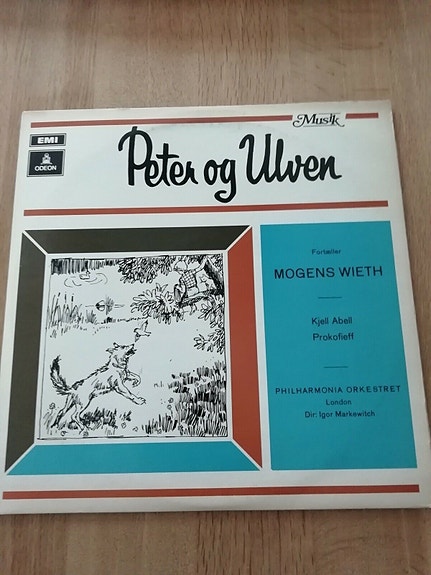 Musik
EMI
ODEON
Peter og Ulven
Fortæller
MOGENS WIETH
Kjell Abell
Prokofieff
PHILHARMONIA ORKESTRET
London
Dir: Igor Markewitch